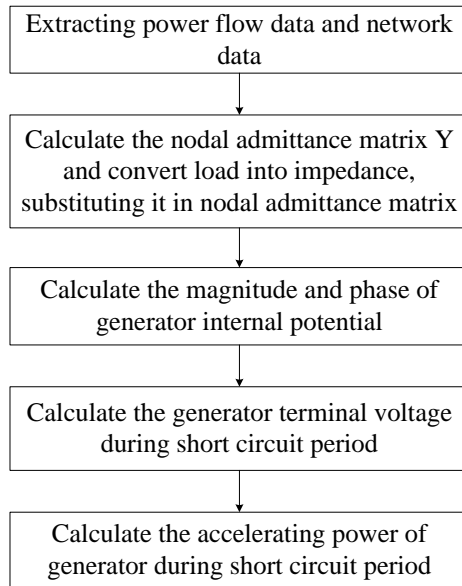 Extracting power flow data and network
data
Calculate the nodal admittance matrix Y
and convert load into impedance,
substituting it in nodal admittance matrix
Calculate the magnitude and phase of
generator internal potential
Calculate the generator terminal voltage
during short circuit period
Calculate the accelerating power of
generator during short circuit period